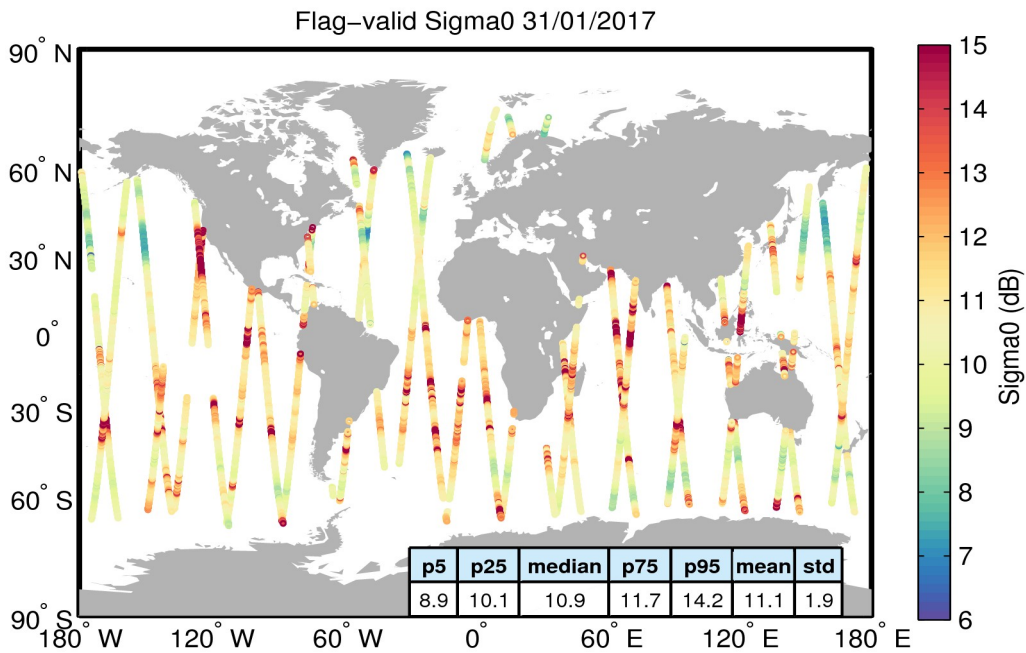 Flag−valid Sigma0 31/01/2017
90° N
60° N
30° N
0°
30° S
60° S
90° S
180° W
120° W
60° W
0°
60° E
120° E
180° E
p5 p25 median p75 p95 mean std
8.9 10.1 10.9 11.7 14.2 11.1 1.9
15
14
13
12
11
10
9
8
7
6
Sigma0 (dB)